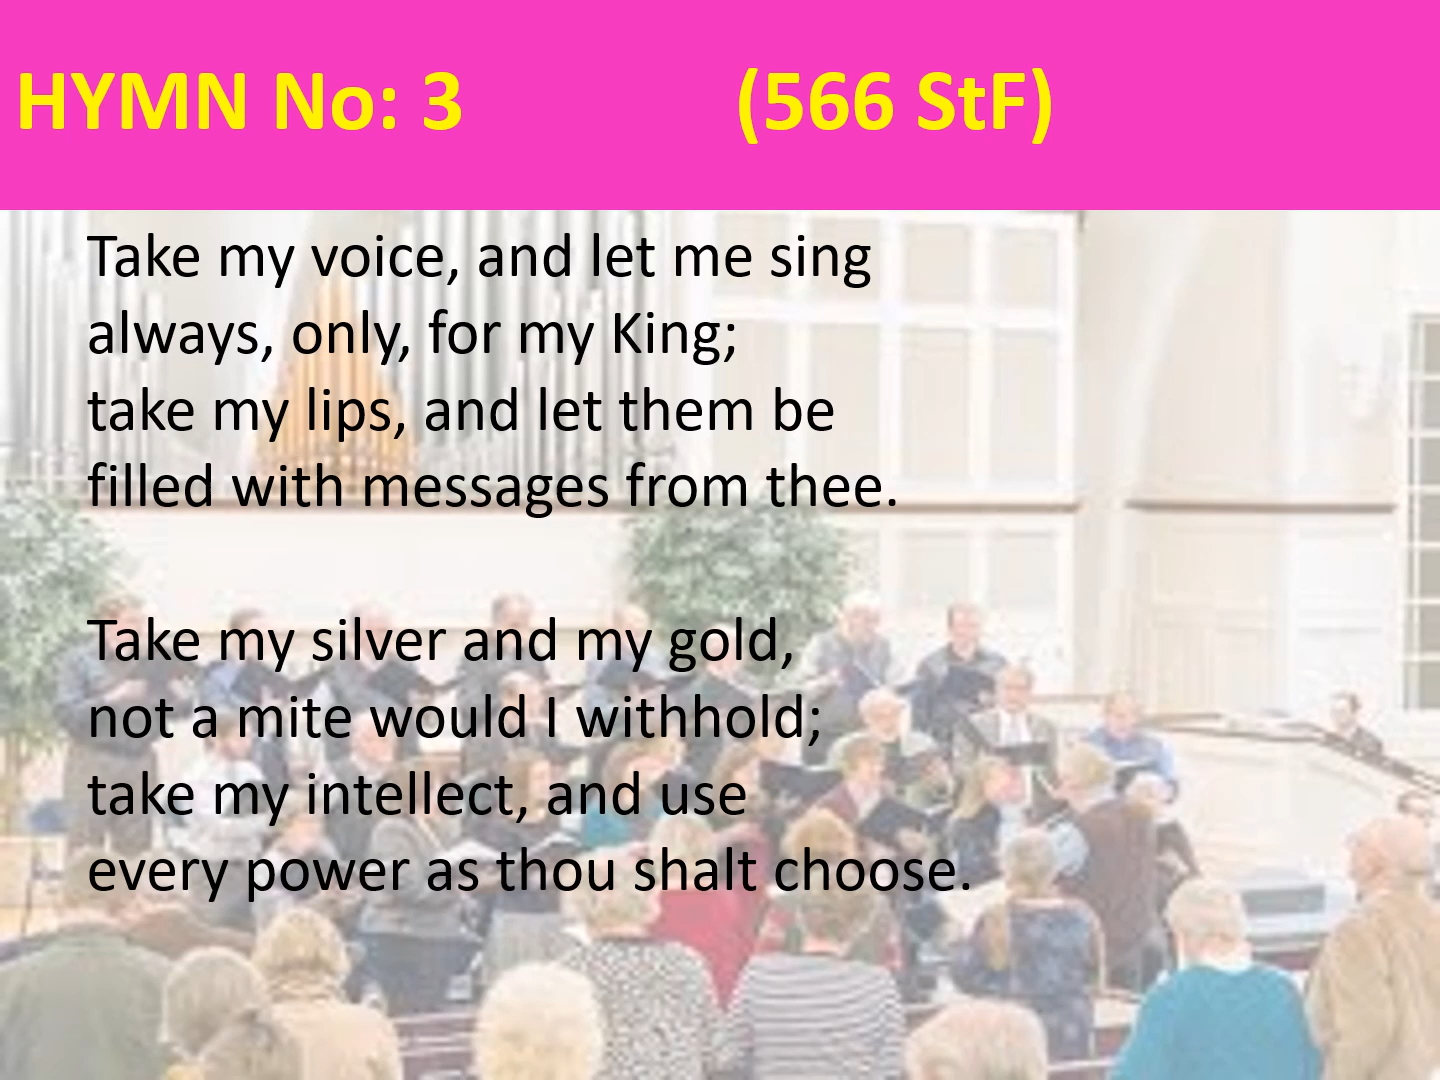 HYMN No: 3 (566 StF)
Take my voice, and let me sing
always, only, for my King;
take my lips, and let them be
filled with messages from thee.
Take my silver and my gold,
not a mite would I withhold;
take my intellect, and use
every power as thou shalt choose.